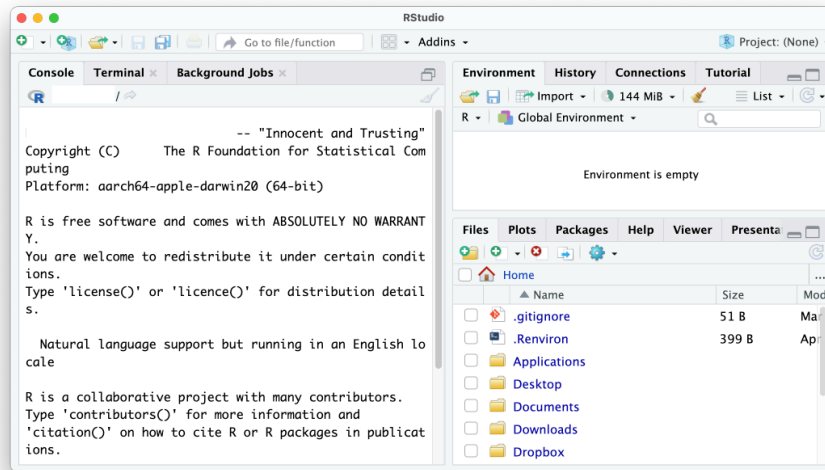 RStudio
Go to file/function
Addins
Project: (None)
Console Terminal Background Jobs
/
-- "Innocent and Trusting"
Copyright (C) The R Foundation for Statistical Com
puting
Platform: aarch64-apple-darwin20 (64-bit)
R is free software and comes with ABSOLUTELY NO WARRANT
Y.
You are welcome to redistribute it under certain condit
ions.
Type 'license()' or 'licence()' for distribution detail
s.
Natural language support but running in an English lo
cale
R is a collaborative project with many contributors.
Type 'contributors()' for more information and
'citation()' on how to cite R or R packages in publicat
ions.
Environment History Connections Tutorial
Import 144 MiB List
R Global Environment
Environment is empty
Files Plots Packages Help Viewer Presenta
Home ...
Name Size Mod
.gitignore 51 B Mar
.Renviron 399 B Apr
Applications
Desktop
Documents
Downloads
Dropbox